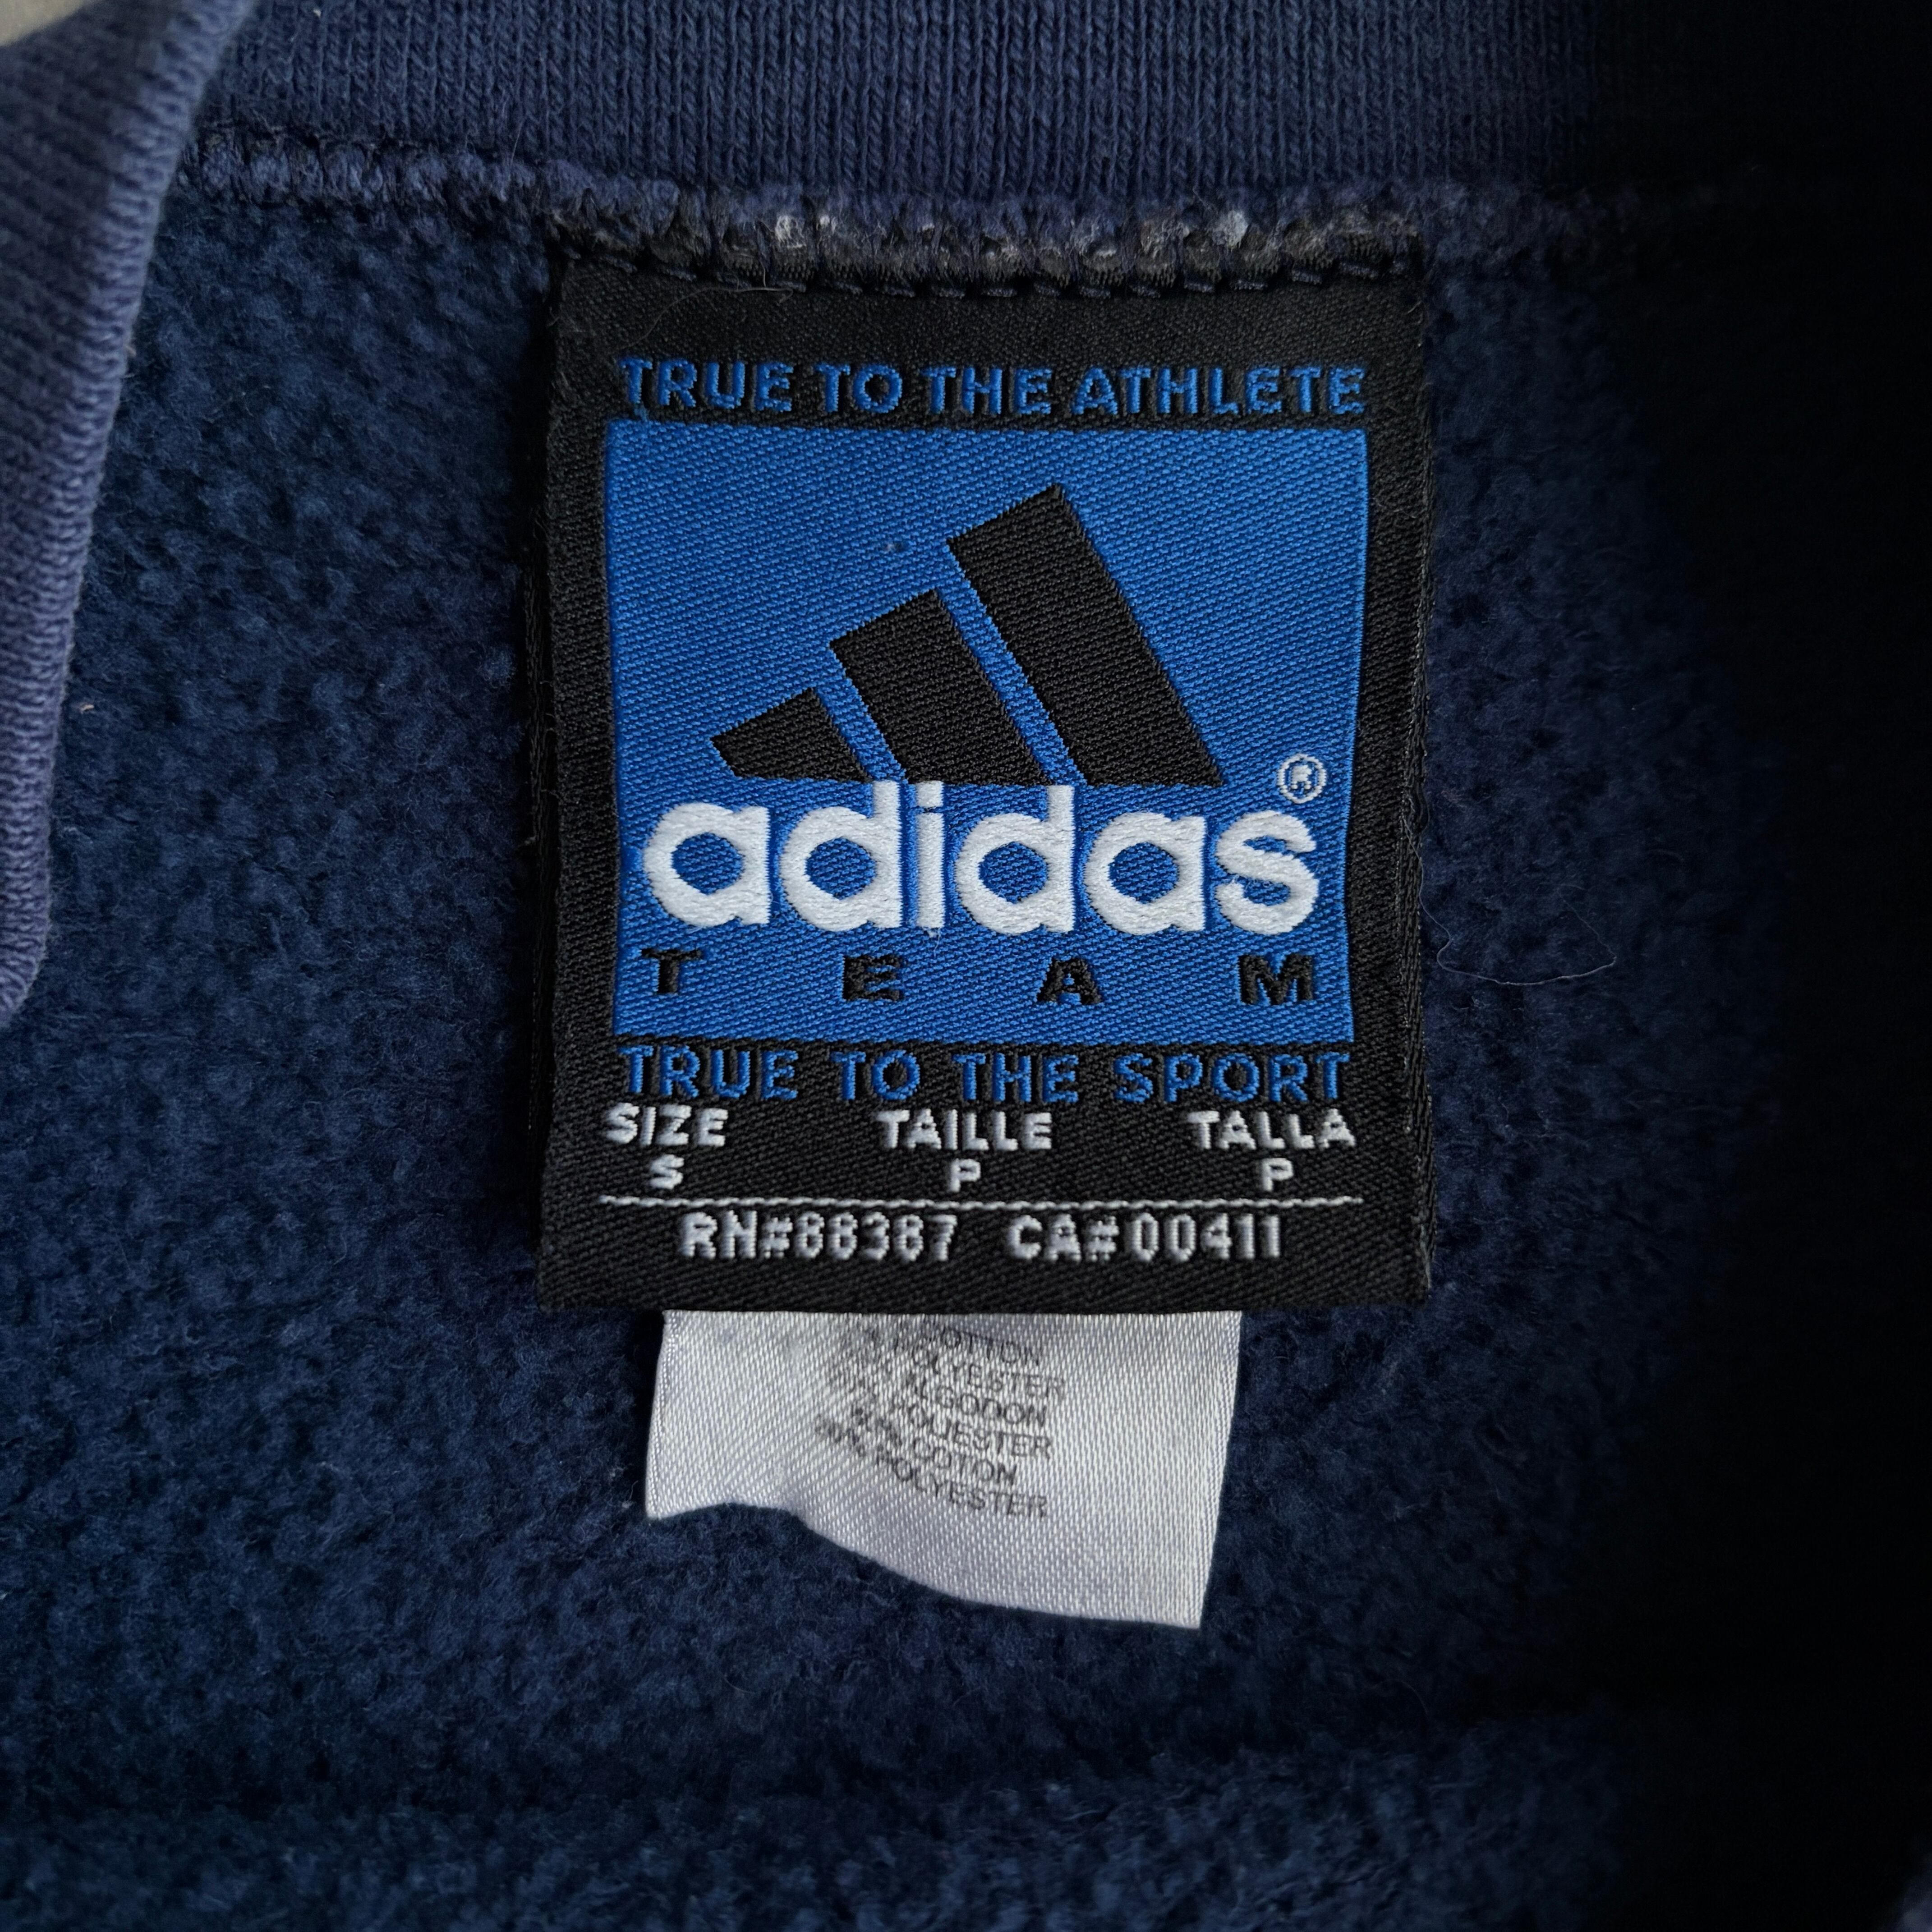 TRUE TO THE ATHLETE
adidas®
TEAM
TRUE TO THE SPORT
SIZE TAILLE TALLA
S P P
RN#88387 CA#00411
COTTON
POLYESTER
ALGODON
POLIESTER
COTON
POLYESTER